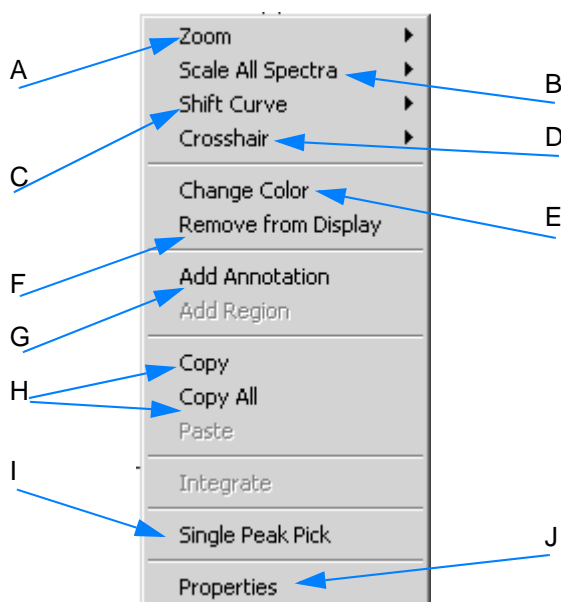 Zoom
A
Scale All Spectra
B
Shift Curve
Crosshair
D
C
Change Color
E
Remove from Display
F
Add Annotation
Add Region
G
Copy
H
Copy All
Paste
I
Integrate
Single Peak Pick
J
Properties